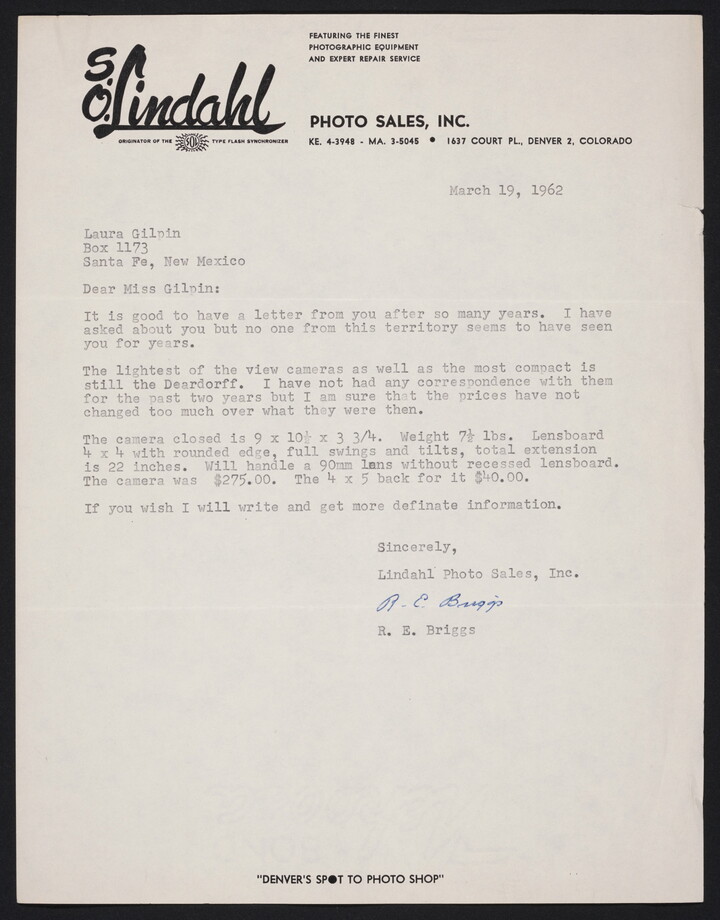 FEATURING THE FINEST
PHOTOGRAPHIC EQUIPMENT
AND EXPERT REPAIR SERVICE
S.O. Lindahl
PHOTO SALES, INC.
ORIGINATOR OF THE SOL TYPE FLASH SYNCHRONIZER
KE. 4-3948 - MA. 3-5045 ● 1637 COURT PL., DENVER 2, COLORADO
March 19, 1962
Laura Gilpin
Box 1173
Santa Fe, New Mexico
Dear Miss Gilpin:
It is good to have a letter from you after so many years. I have
asked about you but no one from this territory seems to have seen
you for years.
The lightest of the view cameras as well as the most compact is
still the Deardorff. I have not had any correspondence with them
for the past two years but I am sure that the prices have not
changed too much over what they were then.
The camera closed is 9 x 10½ x 3 3/4. Weight 7½ lbs. Lensboard
4 x 4 with rounded edge, full swings and tilts, total extension
is 22 inches. Will handle a 90mm lens without recessed lensboard.
The camera was $275.00. The 4 x 5 back for it $40.00.
If you wish I will write and get more definate information.
Sincerely,
Lindahl Photo Sales, Inc.
R. E. Briggs
R. E. Briggs
"DENVER'S SPOT TO PHOTO SHOP"